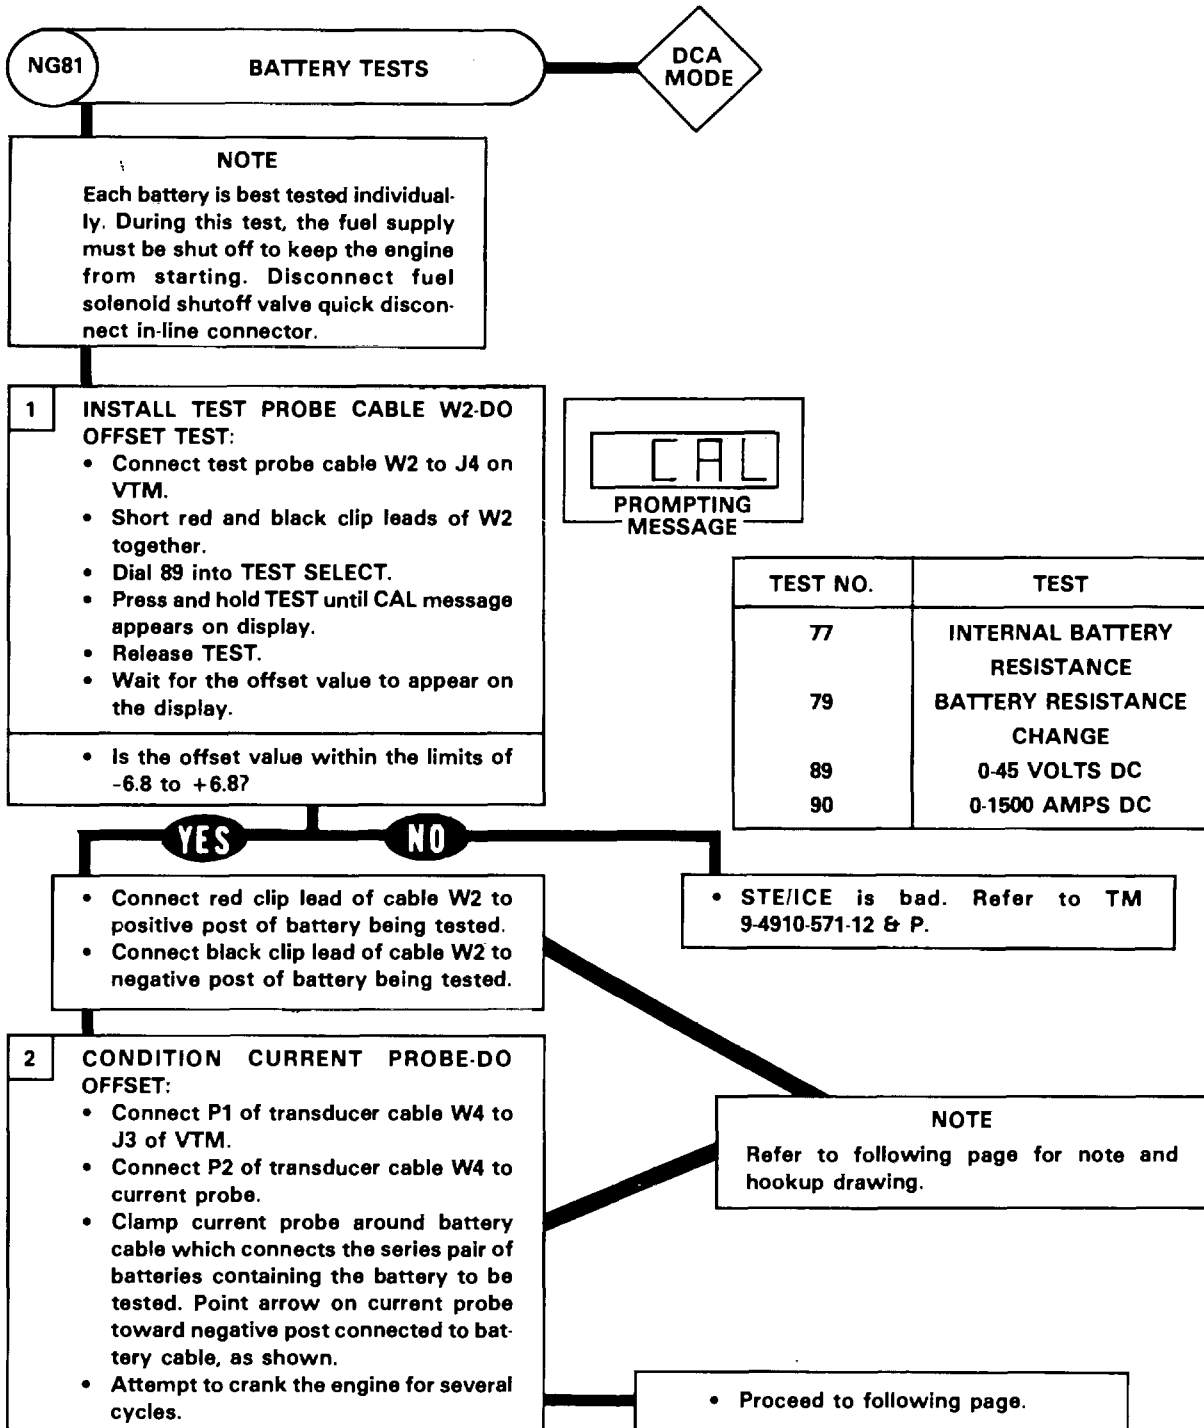 NG81
BATTERY TESTS
DCA
MODE
NOTE
Each battery is best tested individual-
ly. During this test, the fuel supply
must be shut off to keep the engine
from starting. Disconnect fuel
solenoid shutoff valve quick discon-
nect in-line connector.
1 INSTALL TEST PROBE CABLE W2-DO
OFFSET TEST:
• Connect test probe cable W2 to J4 on
VTM.
• Short red and black clip leads of W2
together.
• Dial 89 into TEST SELECT.
• Press and hold TEST until CAL message
appears on display.
• Release TEST.
• Wait for the offset value to appear on
the display.
• Is the offset value within the limits of
-6.8 to +6.8?
CAL
PROMPTING
MESSAGE
TEST NO. TEST
77 INTERNAL BATTERY
RESISTANCE
79 BATTERY RESISTANCE
CHANGE
89 0-45 VOLTS DC
90 0-1500 AMPS DC
YES NO
• Connect red clip lead of cable W2 to
positive post of battery being tested.
• Connect black clip lead of cable W2 to
negative post of battery being tested.
• STE/ICE is bad. Refer to TM
9-4910-571-12 & P.
2 CONDITION CURRENT PROBE-DO
OFFSET:
• Connect P1 of transducer cable W4 to
J3 of VTM.
• Connect P2 of transducer cable W4 to
current probe.
• Clamp current probe around battery
cable which connects the series pair of
batteries containing the battery to be
tested. Point arrow on current probe
toward negative post connected to bat-
tery cable, as shown.
• Attempt to crank the engine for several
cycles.
NOTE
Refer to following page for note and
hookup drawing.
• Proceed to following page.